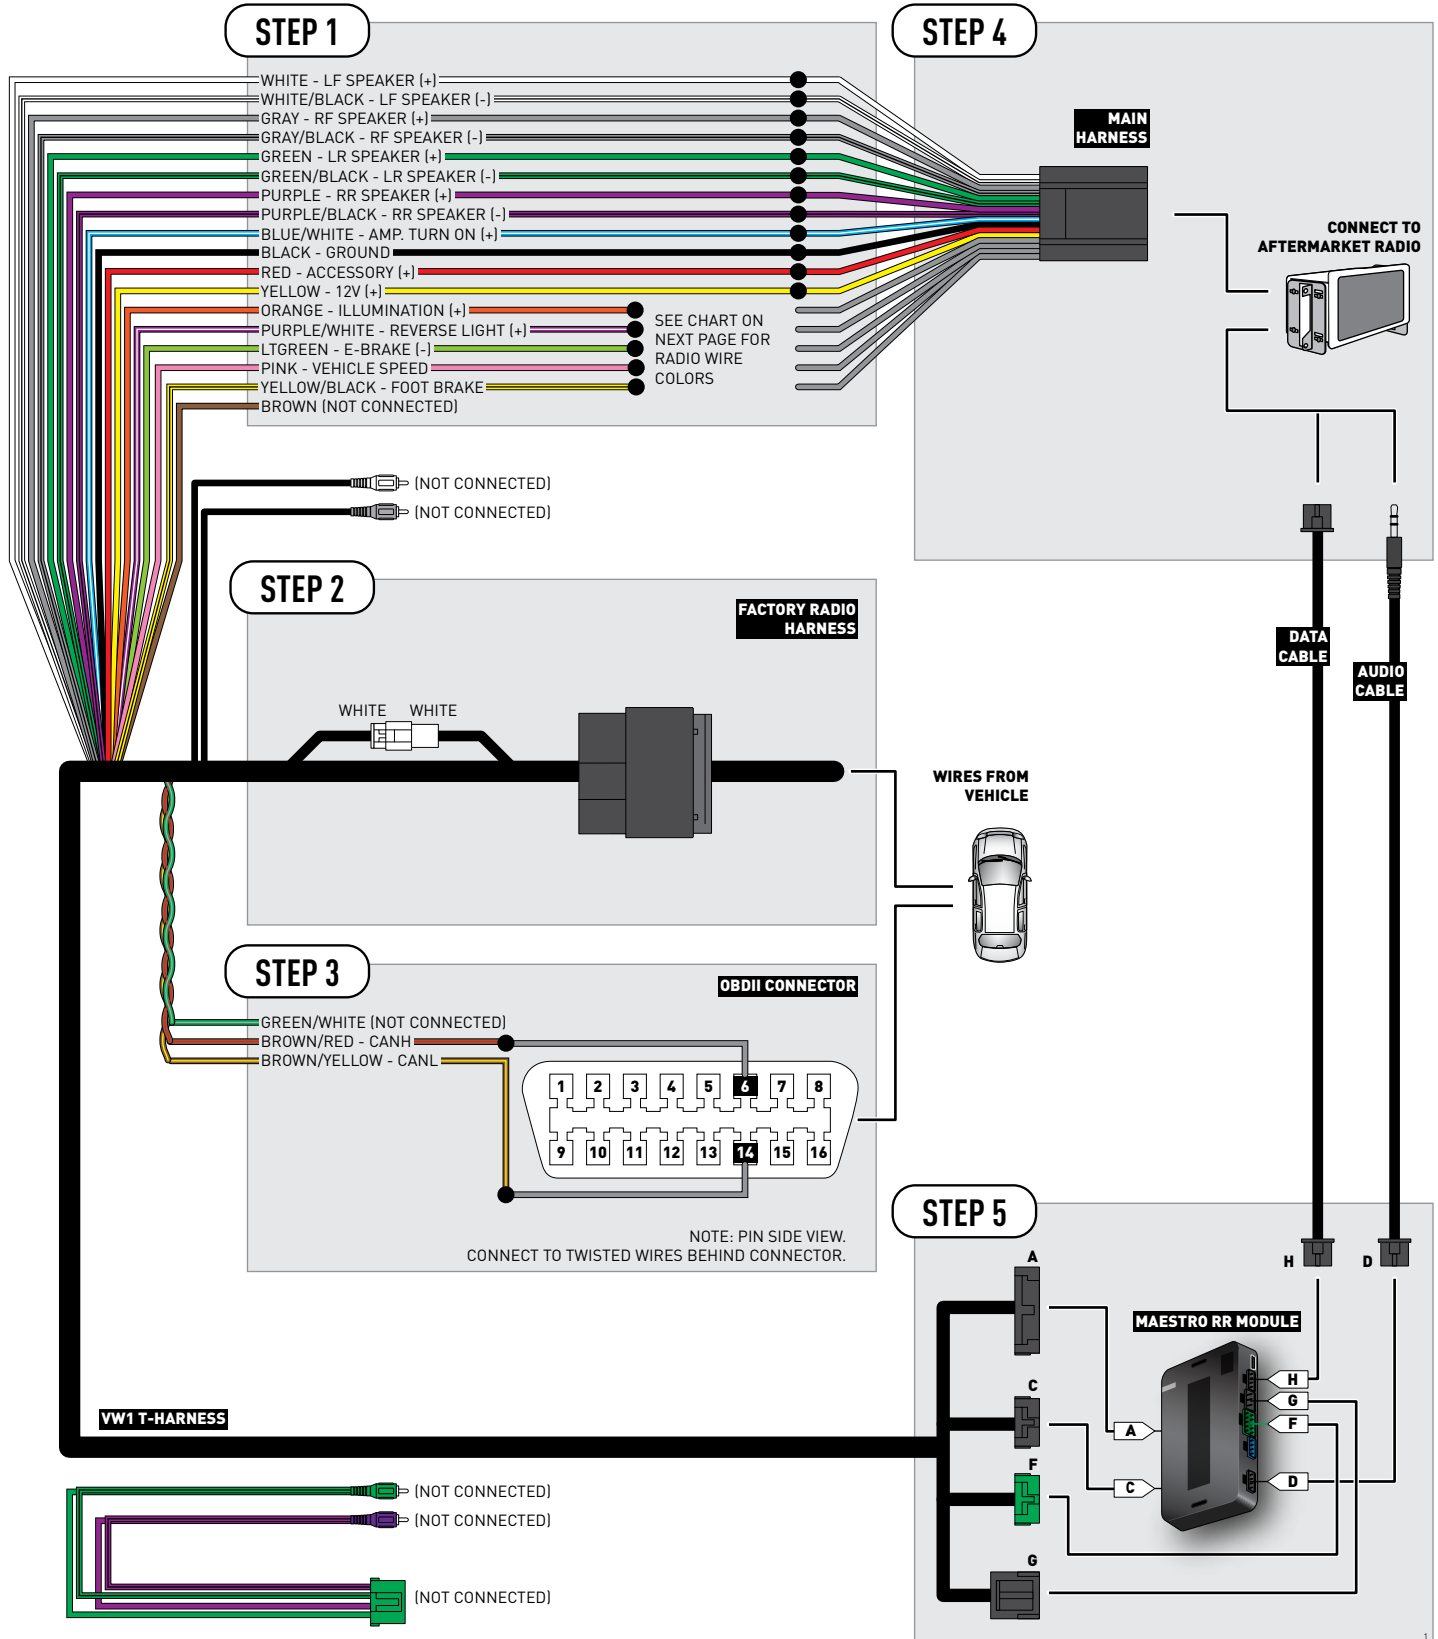 STEP 1
WHITE - LF SPEAKER (+)
WHITE/BLACK - LF SPEAKER (-)
GRAY - RF SPEAKER (+)
GRAY/BLACK - RF SPEAKER (-)
GREEN - LR SPEAKER (+)
GREEN/BLACK - LR SPEAKER (-)
PURPLE - RR SPEAKER (+)
PURPLE/BLACK - RR SPEAKER (-)
BLUE/WHITE - AMP. TURN ON (+)
BLACK - GROUND
RED - ACCESSORY (+)
YELLOW - 12V (+)
ORANGE - ILLUMINATION (+)
PURPLE/WHITE - REVERSE LIGHT (+)
LTGREEN - E-BRAKE (-)
PINK - VEHICLE SPEED
YELLOW/BLACK - FOOT BRAKE
BROWN (NOT CONNECTED)
SEE CHART ON
NEXT PAGE FOR
RADIO WIRE
COLORS
(NOT CONNECTED)
(NOT CONNECTED)
STEP 4
MAIN
HARNESS
CONNECT TO
AFTERMARKET RADIO
DATA
CABLE
AUDIO
CABLE
STEP 2
FACTORY RADIO
HARNESS
WHITE WHITE
WIRES FROM
VEHICLE
STEP 3
OBDII CONNECTOR
GREEN/WHITE (NOT CONNECTED)
BROWN/RED - CANH
BROWN/YELLOW - CANL
1 2 3 4 5 6 7 8
9 10 11 12 13 14 15 16
NOTE: PIN SIDE VIEW.
CONNECT TO TWISTED WIRES BEHIND CONNECTOR.
STEP 5
H D
A
MAESTRO RR MODULE
C
F
G
H
G
F
D
A
C
VW1 T-HARNESS
(NOT CONNECTED)
(NOT CONNECTED)
(NOT CONNECTED)
1